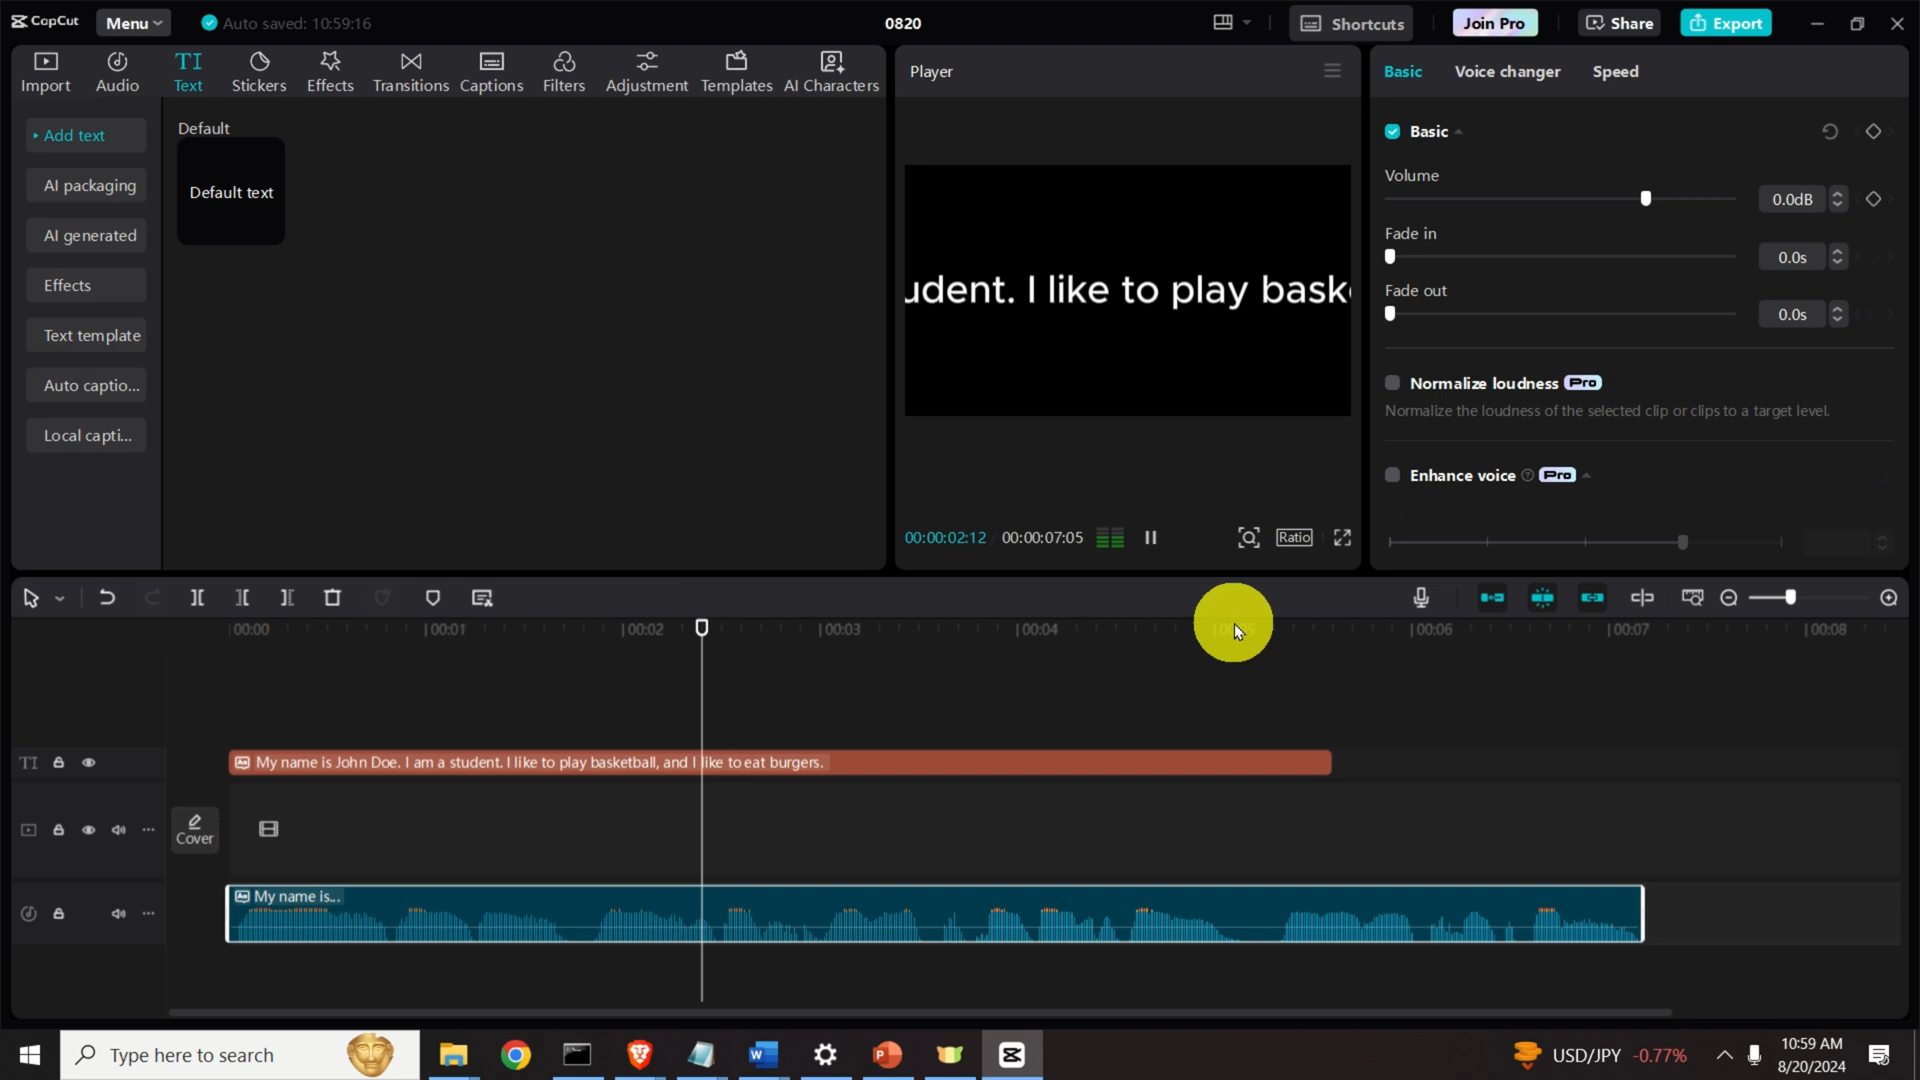 CapCut
Menu
Auto saved: 10:59:16
0820
Shortcuts
Join Pro
Share
Export
Import
Audio
TI
Text
Stickers
Effects
Transitions
Captions
Filters
Adjustment
Templates
AI Characters
Add text
AI packaging
AI generated
Effects
Text template
Auto captio...
Local capti...
Default
Default text
Player
udent. I like to play bask
00:00:02:12
00:00:07:05
Ratio
Basic
Voice changer
Speed
Basic
Volume
0.0dB
Fade in
0.0s
Fade out
0.0s
Normalize loudness Pro
Normalize the loudness of the selected clip or clips to a target level.
Enhance voice Pro
00:00
00:01
00:02
00:03
00:04
00:06
00:07
00:08
TI
My name is John Doe. I am a student. I like to play basketball, and I like to eat burgers.
Cover
My name is...
Type here to search
USD/JPY -0.77%
10:59 AM
8/20/2024